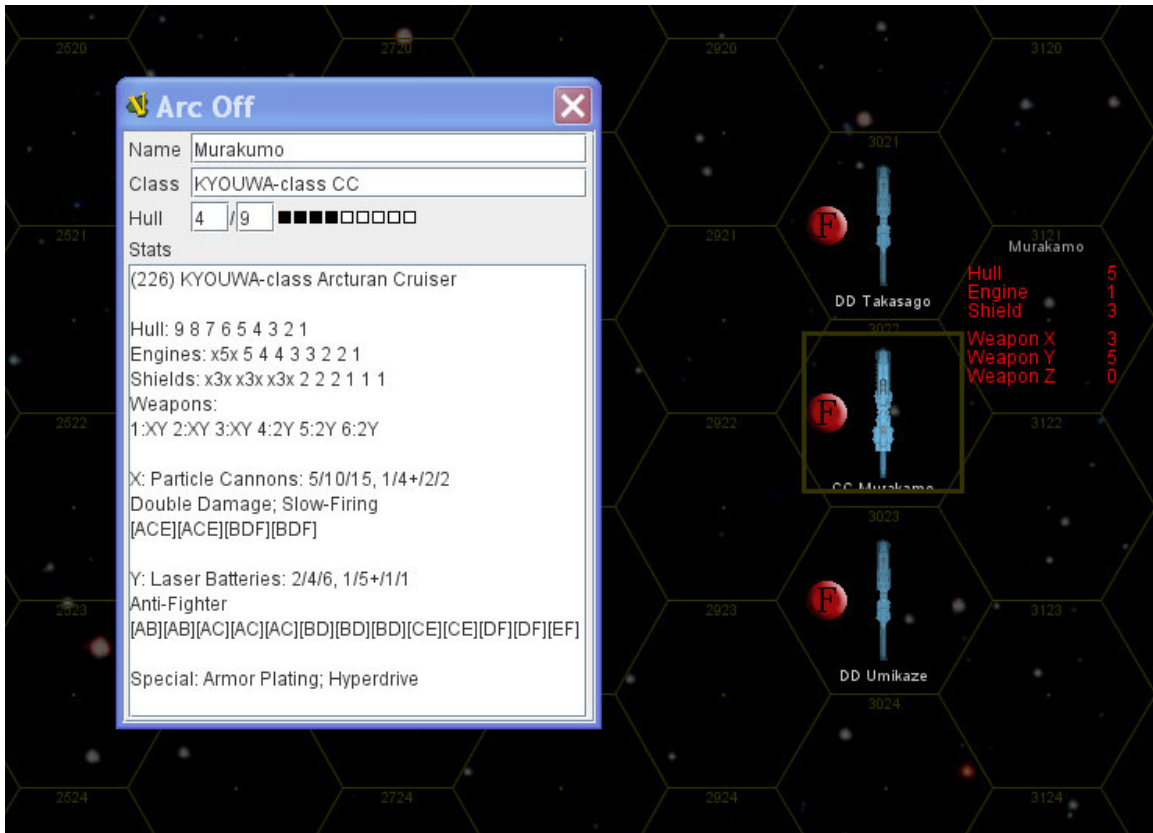 2520
2720
2920
3120
Arc Off
Name Murakumo
Class KYOUWA-class CC
Hull 4 / 9
Stats
(226) KYOUWA-class Arcturan Cruiser
Hull: 9 8 7 6 5 4 3 2 1
Engines: x5x 5 4 4 3 3 2 2 1
Shields: x3x x3x x3x 2 2 2 1 1 1
Weapons:
1:XY 2:XY 3:XY 4:2Y 5:2Y 6:2Y
X: Particle Cannons: 5/10/15, 1/4+/2/2
Double Damage; Slow-Firing
[ACE][ACE][BDF][BDF]
Y: Laser Batteries: 2/4/6, 1/5+/1/1
Anti-Fighter
[AB][AB][AC][AC][AC][BD][BD][BD][CE][CE][DF][DF][EF]
Special: Armor Plating; Hyperdrive
3021
F
DD Takasago
2521
2921
3121
Murakamo
Hull 5
Engine 1
Shield 3
Weapon X 3
Weapon Y 5
Weapon Z 0
3022
F
CC Murakamo
2522
2922
3122
3023
F
DD Umikaze
2523
2923
3123
3024
2524
2724
2924
3124